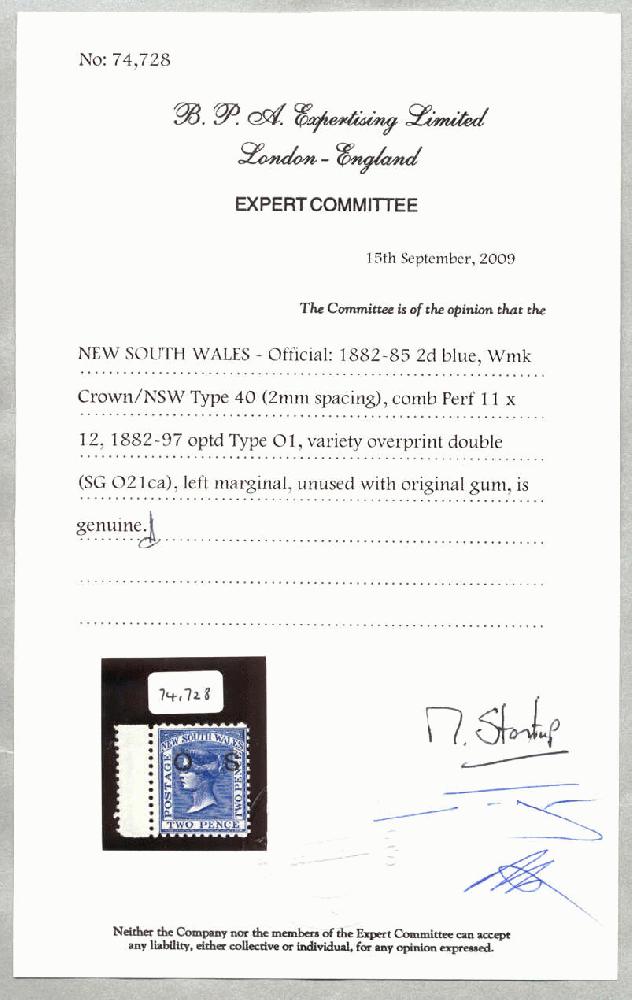 No: 74,728
B. P. A. Expertising Limited
London - England
EXPERT COMMITTEE
15th September, 2009
The Committee is of the opinion that the
NEW SOUTH WALES - Official: 1882-85 2d blue, Wmk
Crown/NSW Type 40 (2mm spacing), comb Perf 11 x
12, 1882-97 optd Type O1, variety overprint double
(SG O21ca), left marginal, unused with original gum, is
genuine.
74,728
NEW SOUTH WALES
POSTAGE
O S
TWO PENCE
TWO PENCE
M. Startup
Neither the Company nor the members of the Expert Committee can accept
any liability, either collective or individual, for any opinion expressed.